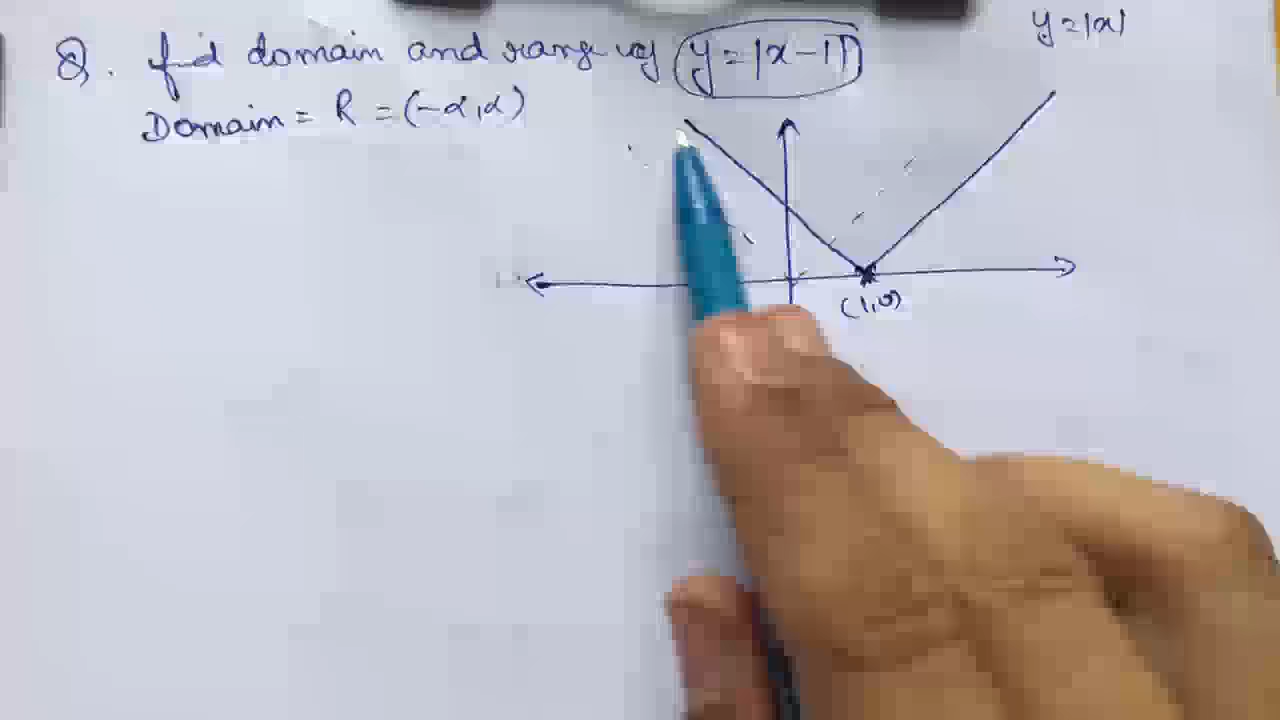 Q. find domain and range of y = |x-1|
y = |x|
Domain = R = (-∝, ∝)
(1,0)